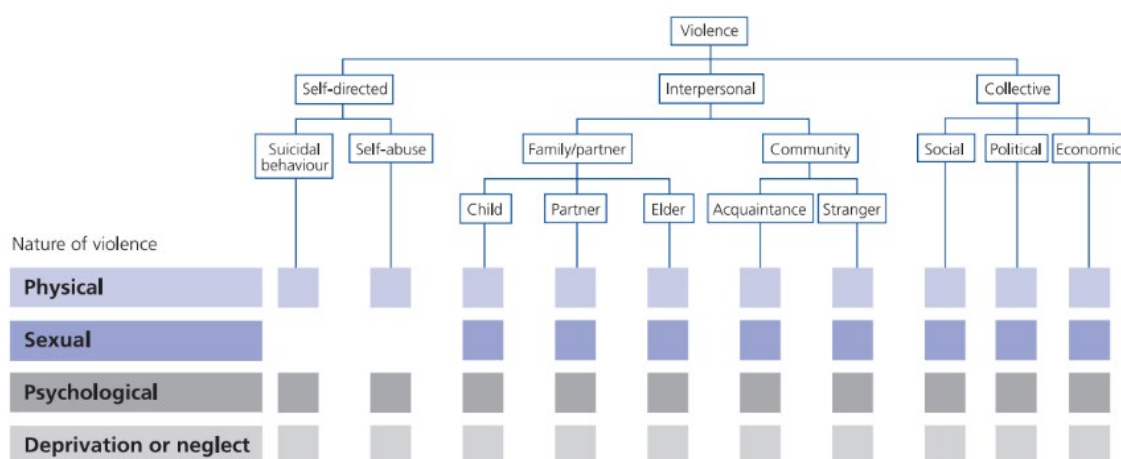 Violence
Self-directed
Interpersonal
Collective
Suicidal
behaviour
Self-abuse
Family/partner
Community
Social
Political
Economic
Child
Partner
Elder
Acquaintance
Stranger
Nature of violence
Physical
Sexual
Psychological
Deprivation or neglect